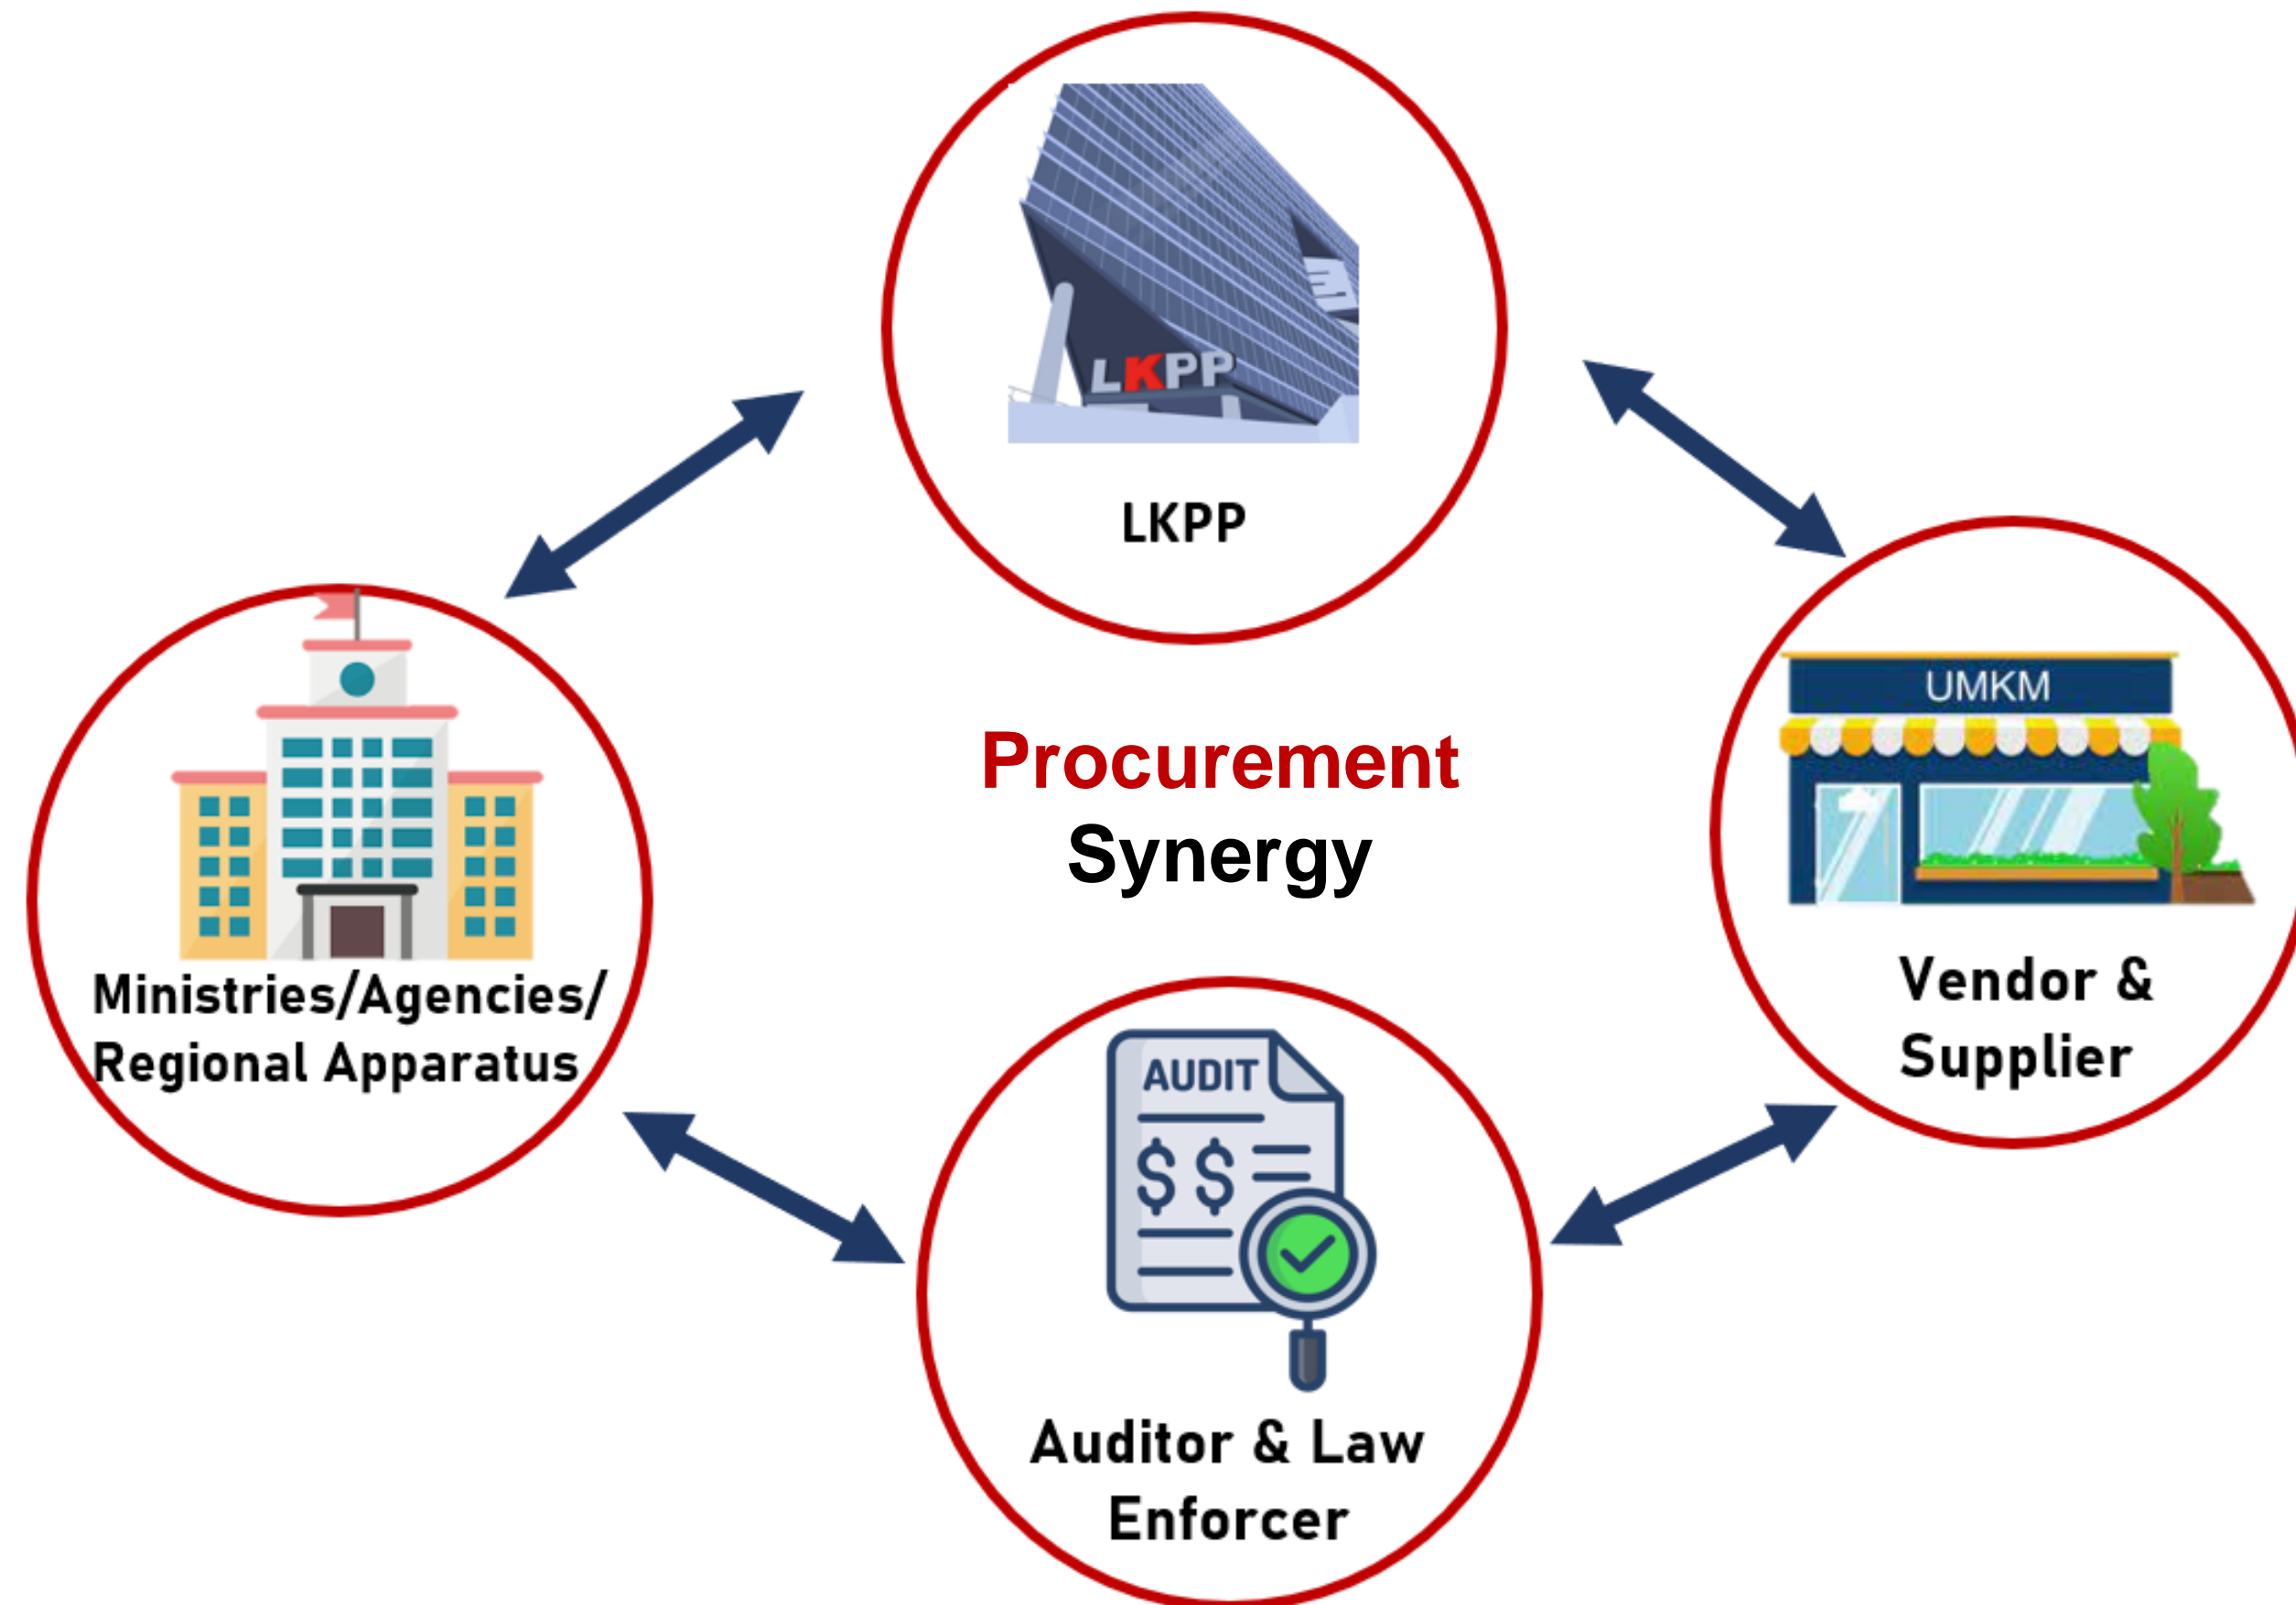 LKPP
LKPP
UMKM
Procurement
Synergy
Ministries/Agencies/
Regional Apparatus
Vendor &
Supplier
AUDIT
$ $
Auditor & Law
Enforcer